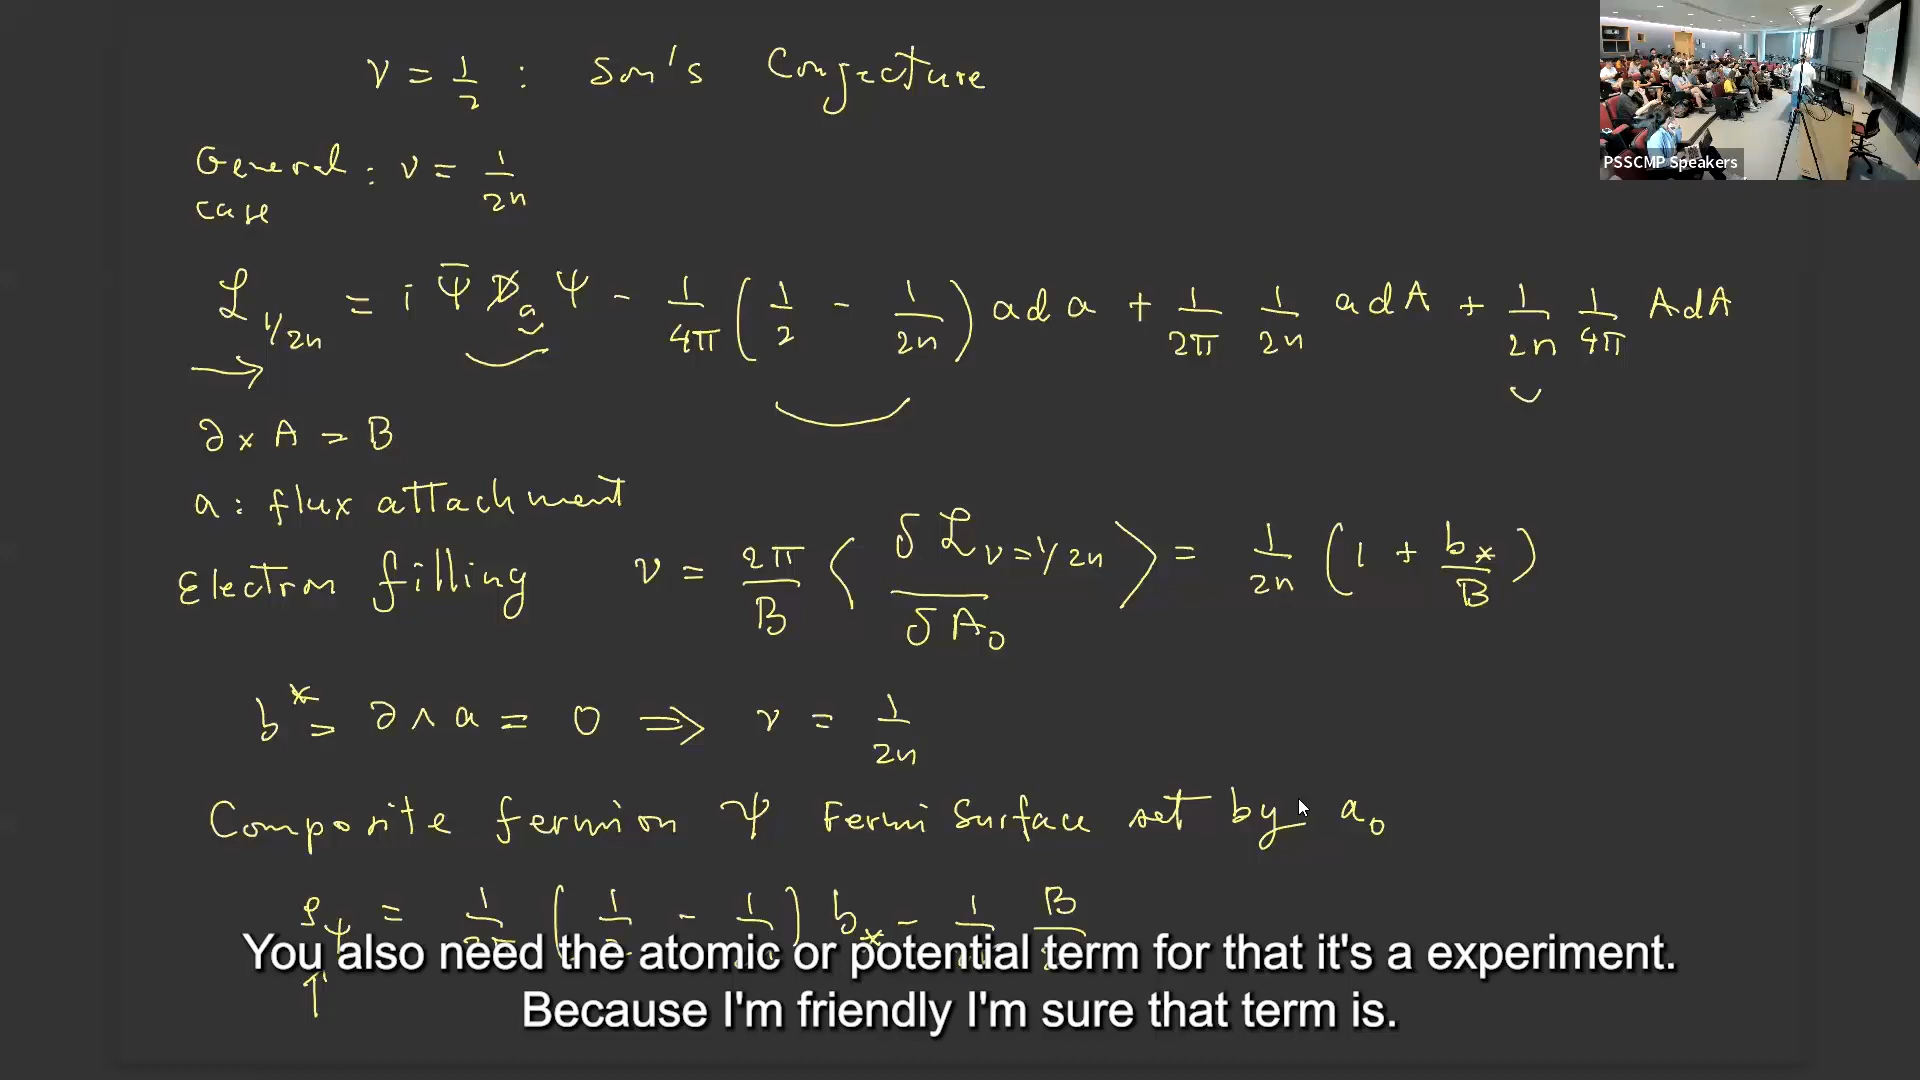 ν = 1/2 : Son's Conjecture
PSSCMP Speakers
General : ν = 1/2n
case
ℒ_{1/2n} = i Ψ̄ D̸_a Ψ - 1/4π (1/2 - 1/2n) ada + 1/2π 1/2n adA + 1/2n 1/4π AdA
∂ × A = B
a : flux attachment
Electron filling ν = 2π/B ⟨ δℒ_{ν=1/2n} / δA_0 ⟩ = 1/2n (1 + b_*/B)
b^* = ∂ ∧ a = 0 ⟹ ν = 1/2n
Composite fermion ψ Fermi Surface set by a_0
You also need the atomic or potential term for that it's a experiment.
Because I'm friendly I'm sure that term is.